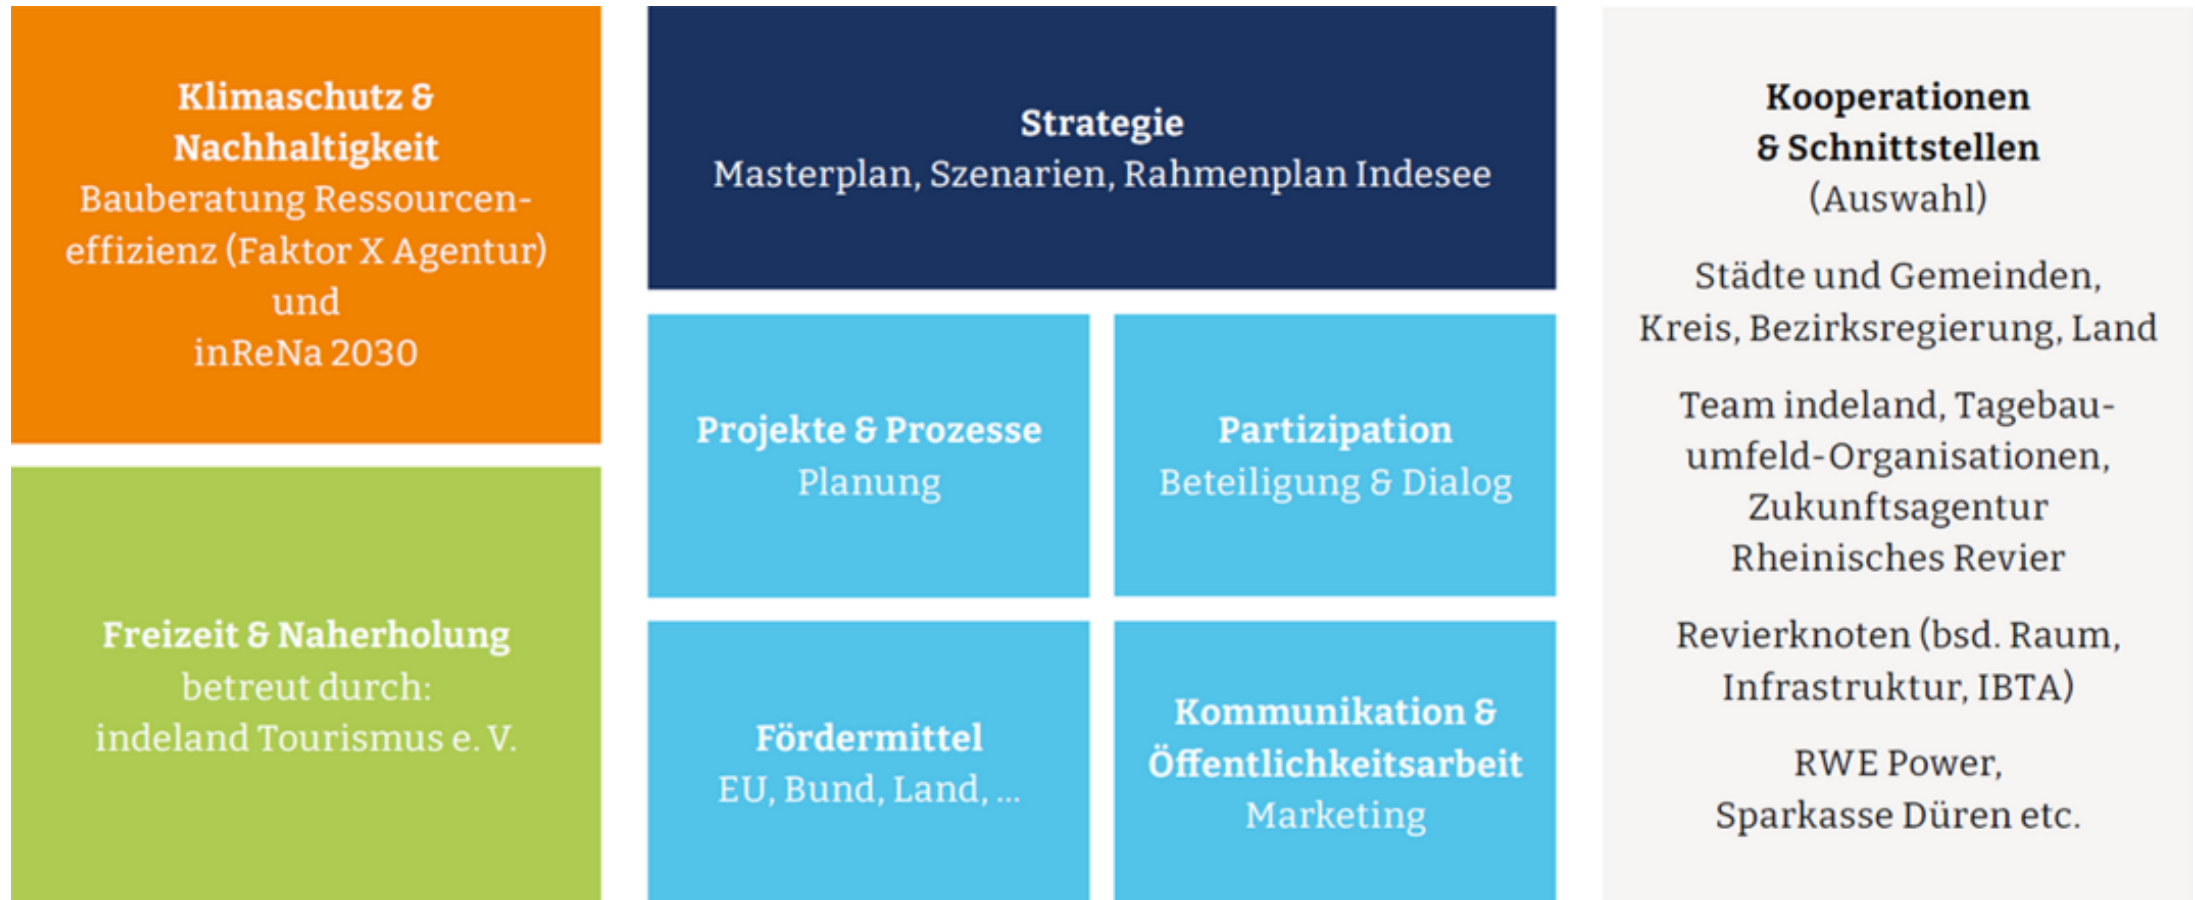 Klimaschutz &
Nachhaltigkeit
Bauberatung Ressourcen-
effizienz (Faktor X Agentur)
und
inReNa 2030
Freizeit & Naherholung
betreut durch:
indeland Tourismus e. V.
Strategie
Masterplan, Szenarien, Rahmenplan Indesee
Projekte & Prozesse
Planung
Partizipation
Beteiligung & Dialog
Fördermittel
EU, Bund, Land, ...
Kommunikation &
Öffentlichkeitsarbeit
Marketing
Kooperationen
& Schnittstellen
(Auswahl)
Städte und Gemeinden,
Kreis, Bezirksregierung, Land
Team indeland, Tagebau-
umfeld-Organisationen,
Zukunftsagentur
Rheinisches Revier
Revierknoten (bsd. Raum,
Infrastruktur, IBTA)
RWE Power,
Sparkasse Düren etc.